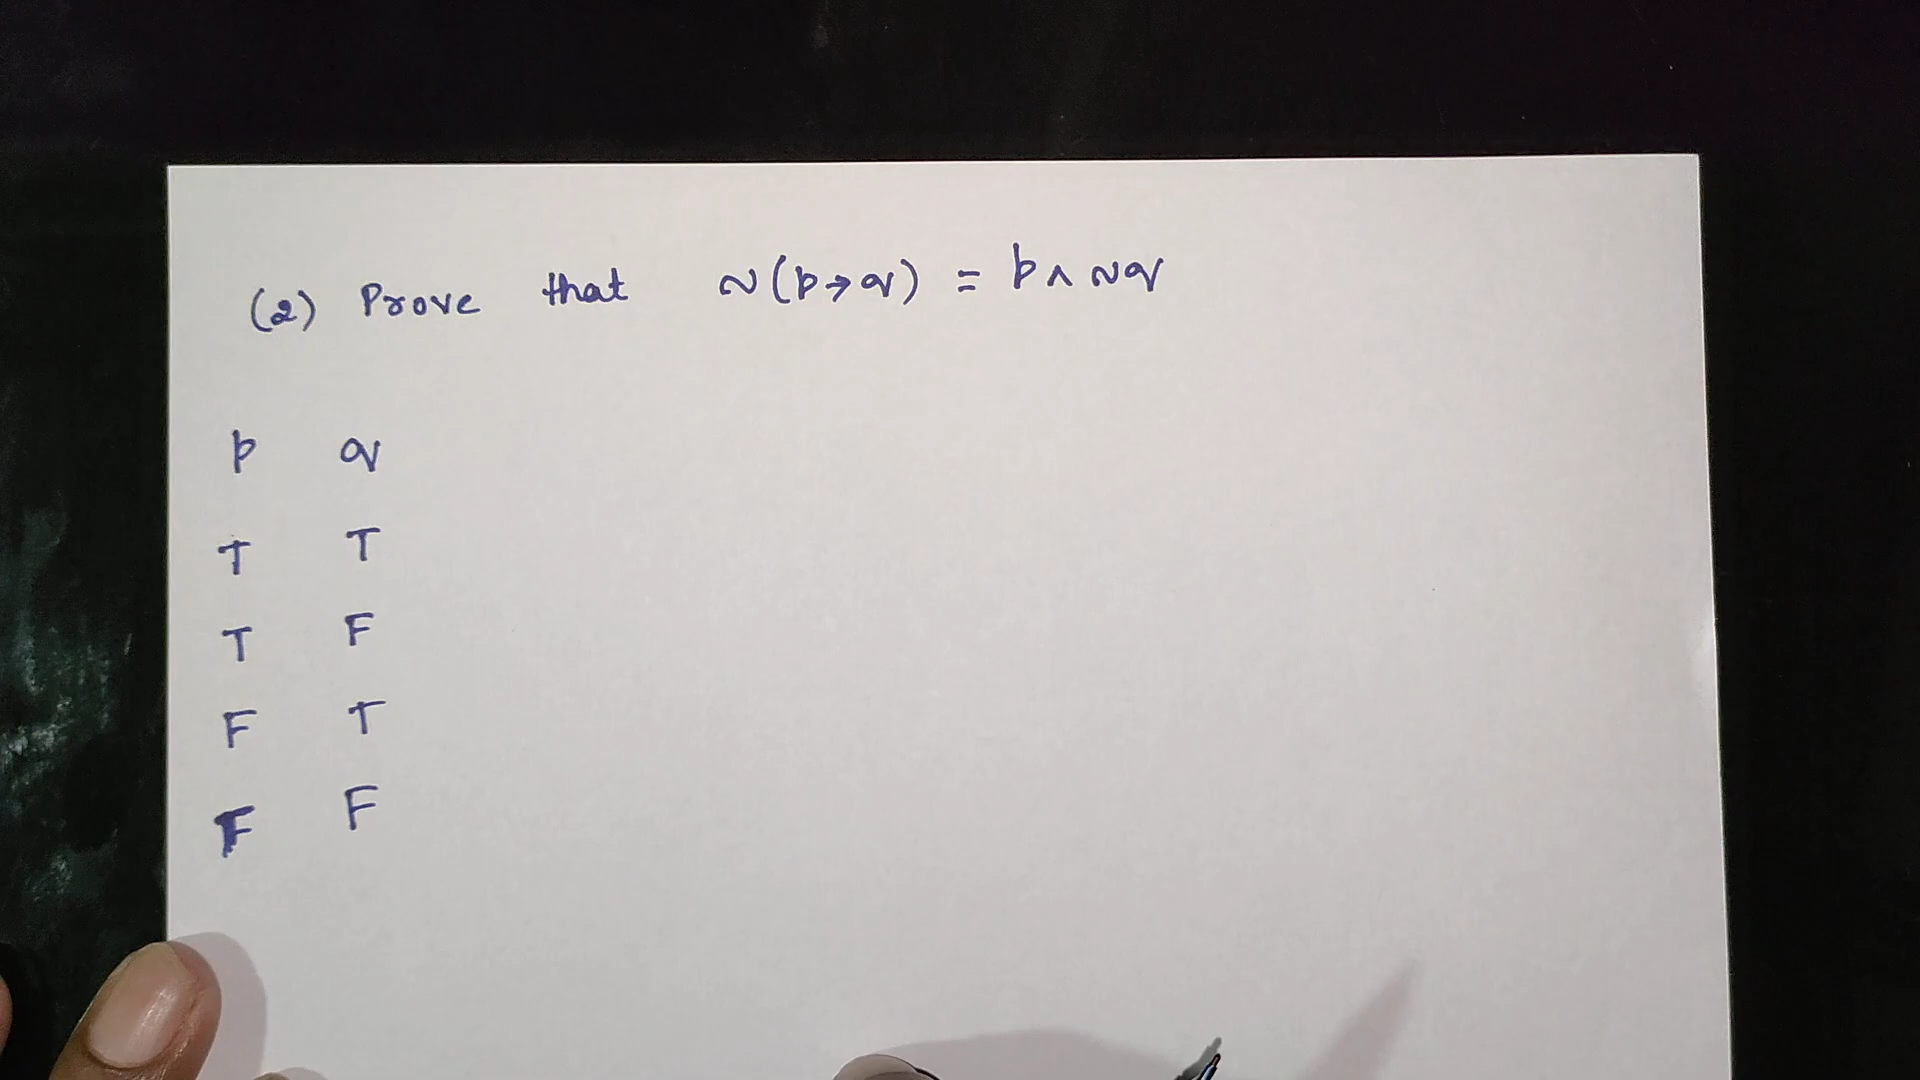 (2) Prove that ~(p→q) = p∧~q
p q
T T
T F
F T
F F